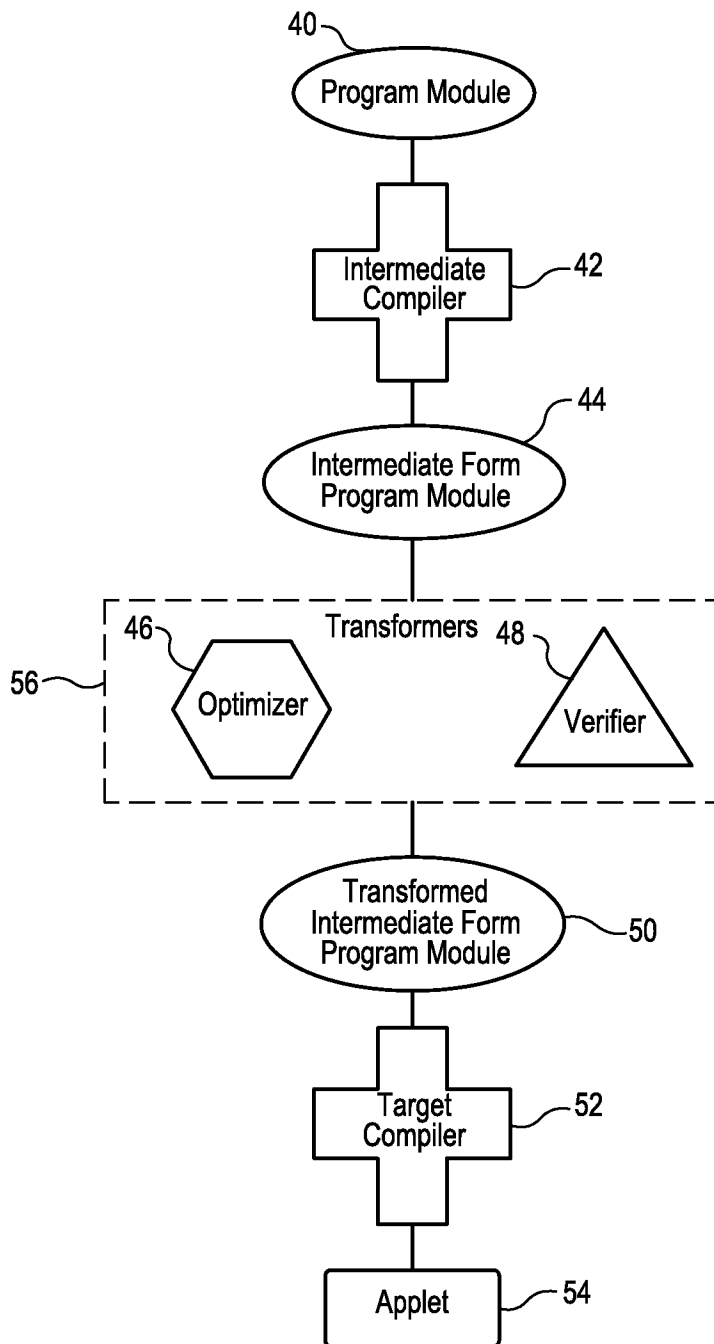 40
Program Module
Intermediate
Compiler
42
44
Intermediate Form
Program Module
Transformers
46
48
56
Optimizer
Verifier
Transformed
Intermediate Form
Program Module
50
Target
Compiler
52
Applet
54